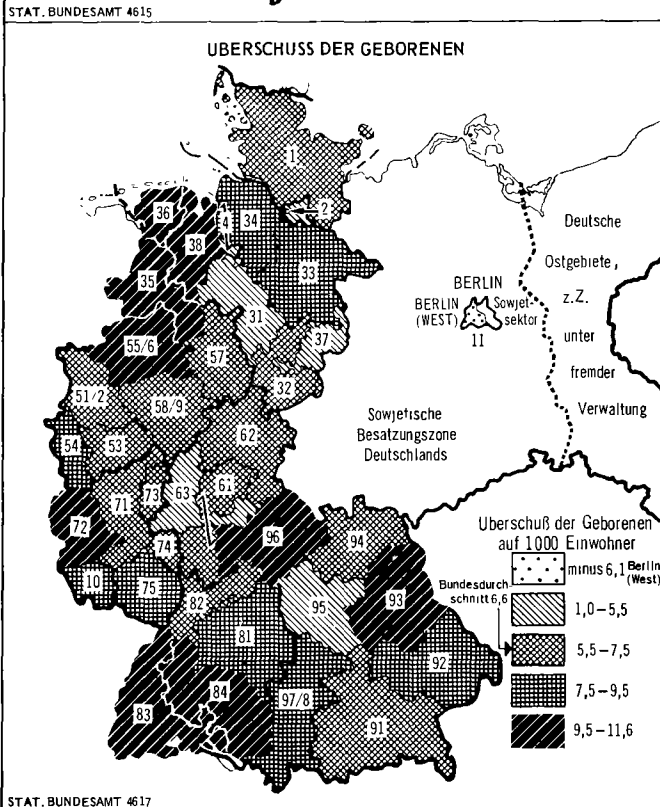 STAT. BUNDESAMT 4615
UBERSCHUSS DER GEBORENEN
1
2
36
4
34
38
33
35
31
37
55/6
57
32
51/2
58/9
62
54
53
61
71
73
63
72
74
96
94
10
75
82
95
93
81
92
84
83
97/8
91
Deutsche
Ostgebiete,
z.Z.
unter
fremder
Verwaltung
BERLIN
BERLIN
(WEST)
Sowjet-
sektor
11
Sowjetische
Besatzungszone
Deutschlands
Uberschuß der Geborenen
auf 1000 Einwohner
minus 6,1 Berlin
(West)
Bundesdurch
schnitt 6,6
1,0–5,5
5,5–7,5
7,5–9,5
9,5–11,6
STAT. BUNDESAMT 4617